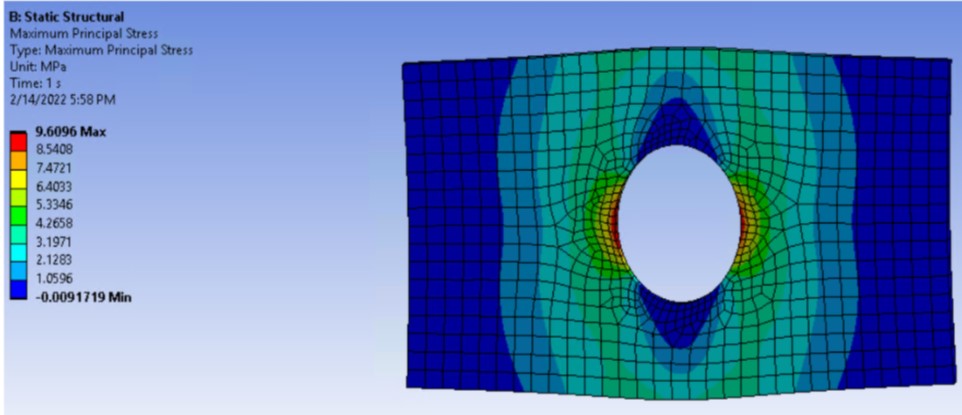 B: Static Structural
Maximum Principal Stress
Type: Maximum Principal Stress
Unit: MPa
Time: 1 s
2/14/2022 5:58 PM
9.6096 Max
8.5408
7.4721
6.4033
5.3346
4.2658
3.1971
2.1283
1.0596
-0.0091719 Min